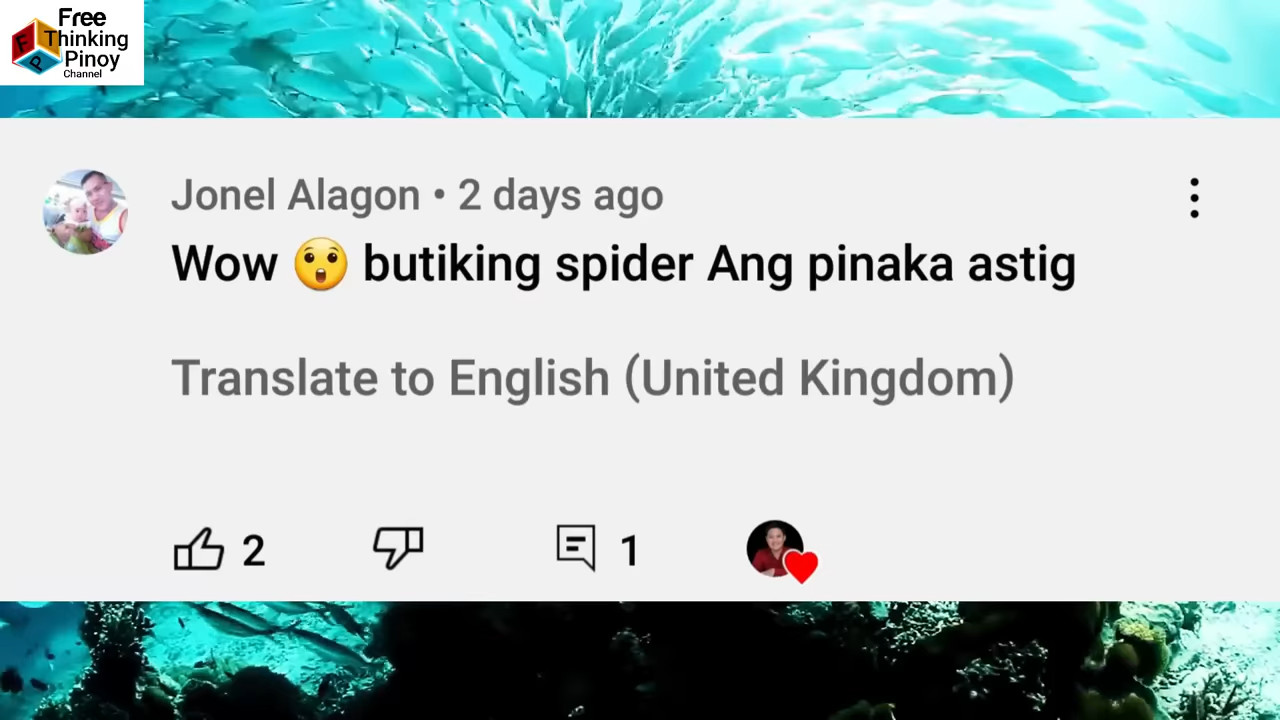 Free
Thinking
Pinoy
Channel
F
P
Jonel Alagon • 2 days ago
Wow 😲 butiking spider Ang pinaka astig
Translate to English (United Kingdom)
2
1